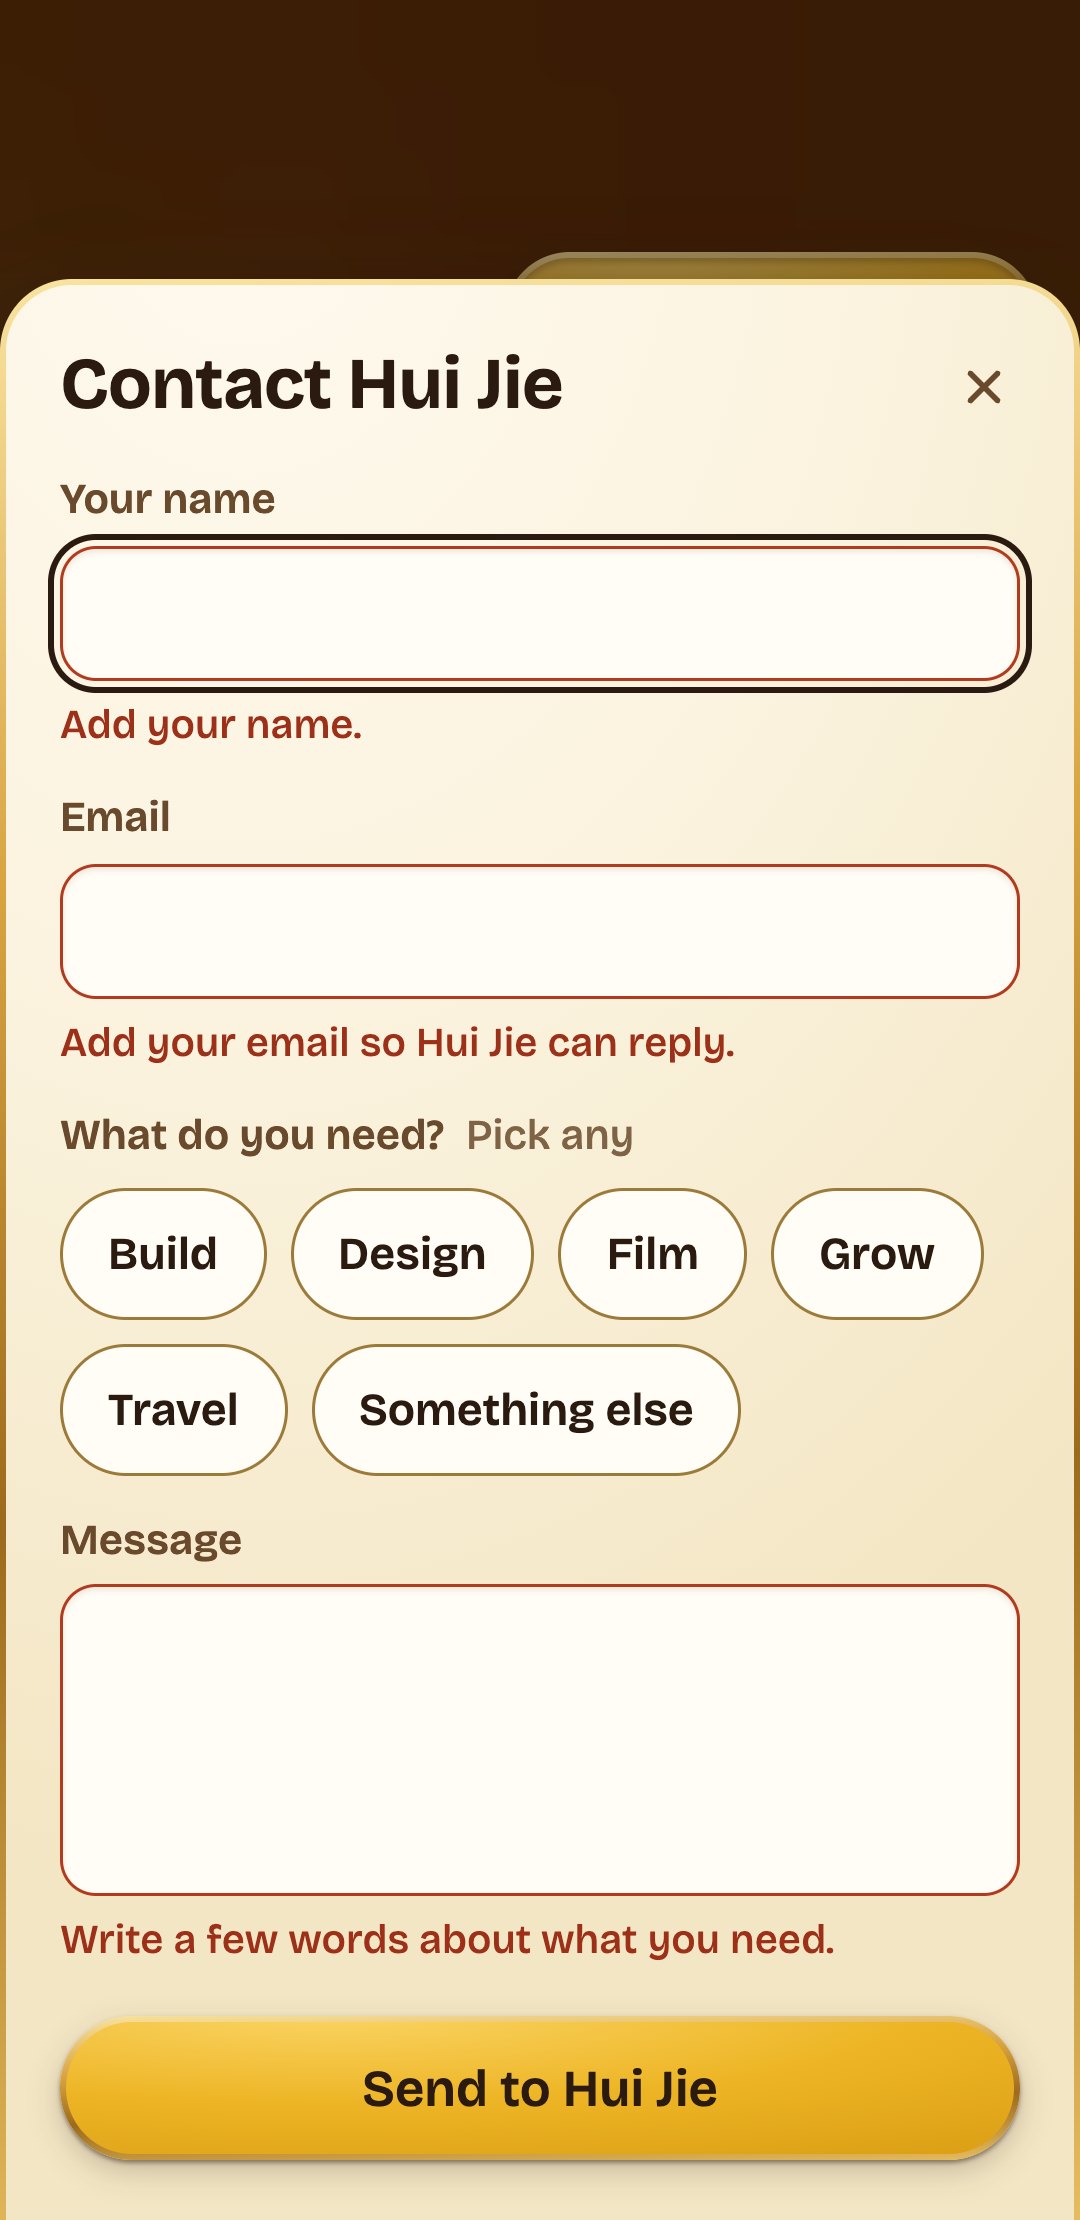 Contact Hui Jie
Your name
Add your name.
Email
Add your email so Hui Jie can reply.
What do you need? Pick any
Build Design Film Grow
Travel Something else
Message
Write a few words about what you need.
Send to Hui Jie